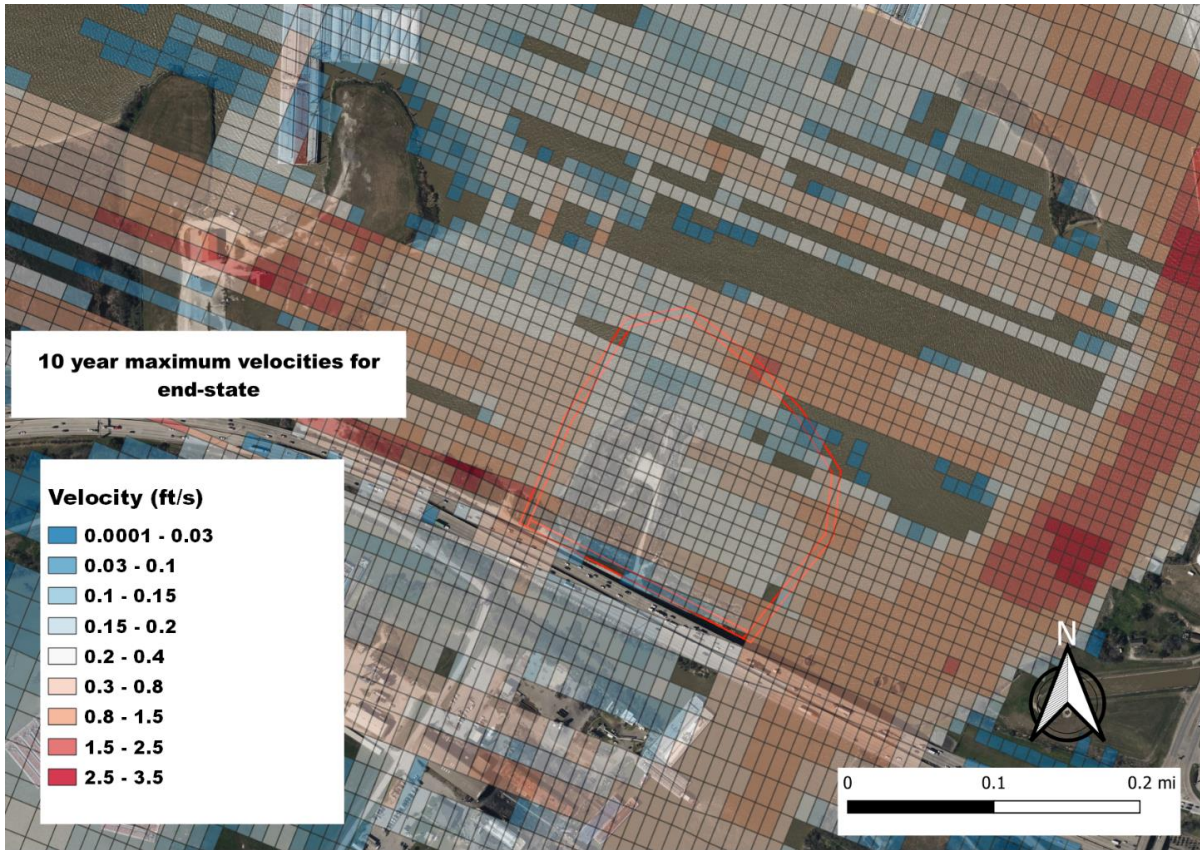 10 year maximum velocities for
end-state
Velocity (ft/s)
0.0001 - 0.03
0.03 - 0.1
0.1 - 0.15
0.15 - 0.2
0.2 - 0.4
0.3 - 0.8
0.8 - 1.5
1.5 - 2.5
2.5 - 3.5
N
0 0.1 0.2 mi